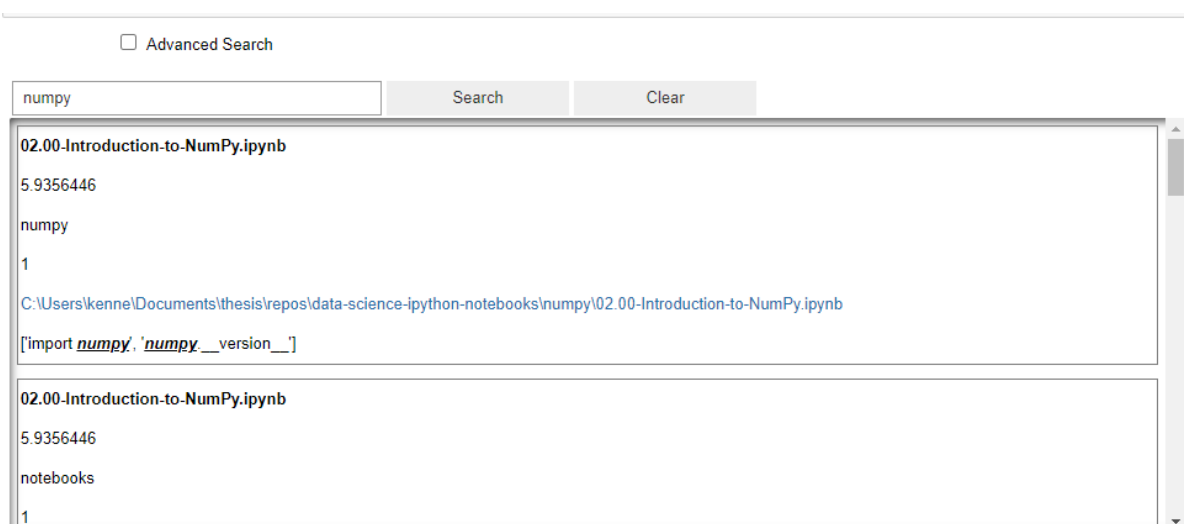 Advanced Search
numpy Search Clear
02.00-Introduction-to-NumPy.ipynb
5.9356446
numpy
1
C:\Users\kenne\Documents\thesis\repos\data-science-ipython-notebooks\numpy\02.00-Introduction-to-NumPy.ipynb
['import numpy', 'numpy.__version__']
02.00-Introduction-to-NumPy.ipynb
5.9356446
notebooks
1